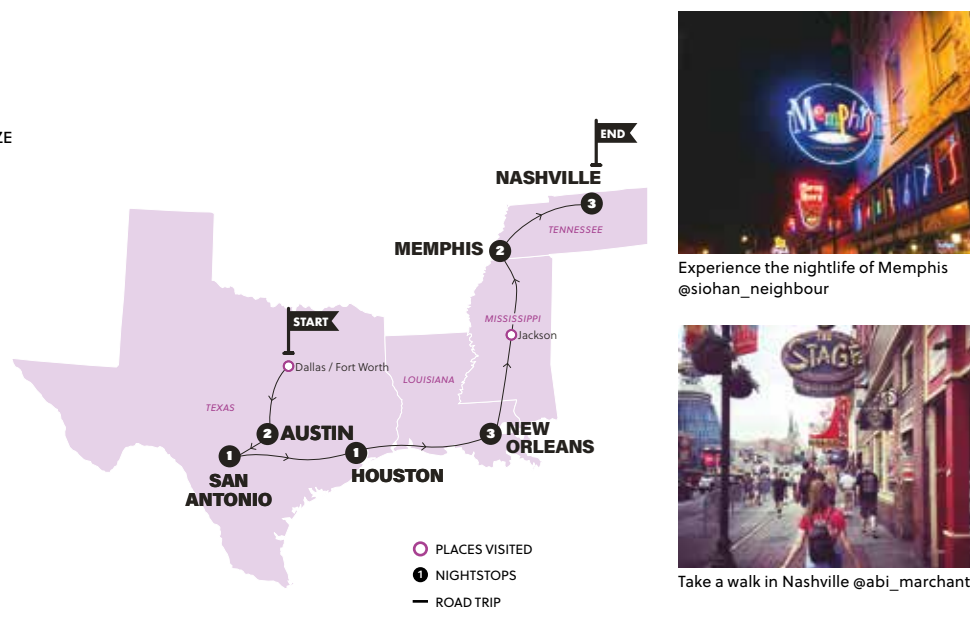 ZE
END
NASHVILLE
3
TENNESSEE
MEMPHIS
2
START
MISSISSIPPI
Jackson
Dallas / Fort Worth
LOUISIANA
TEXAS
2
AUSTIN
1
SAN
ANTONIO
1
HOUSTON
3
NEW
ORLEANS
PLACES VISITED
1
NIGHTSTOPS
ROAD TRIP
Memphis
Experience the nightlife of Memphis
@siohan_neighbour
THE
STAGE
Take a walk in Nashville @abi_marchant